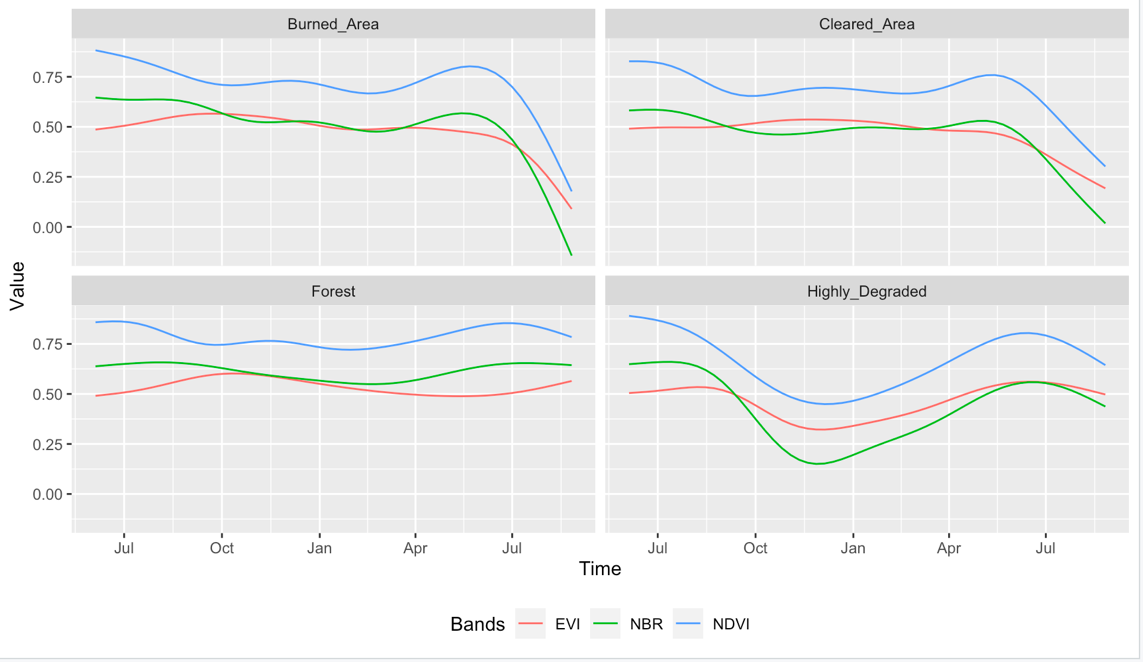 Burned_Area Cleared_Area
0.75
0.50
0.25
0.00
Value
Forest Highly_Degraded
0.75
0.50
0.25
0.00
Jul Oct Jan Apr Jul Jul Oct Jan Apr Jul
Time
Bands EVI NBR NDVI